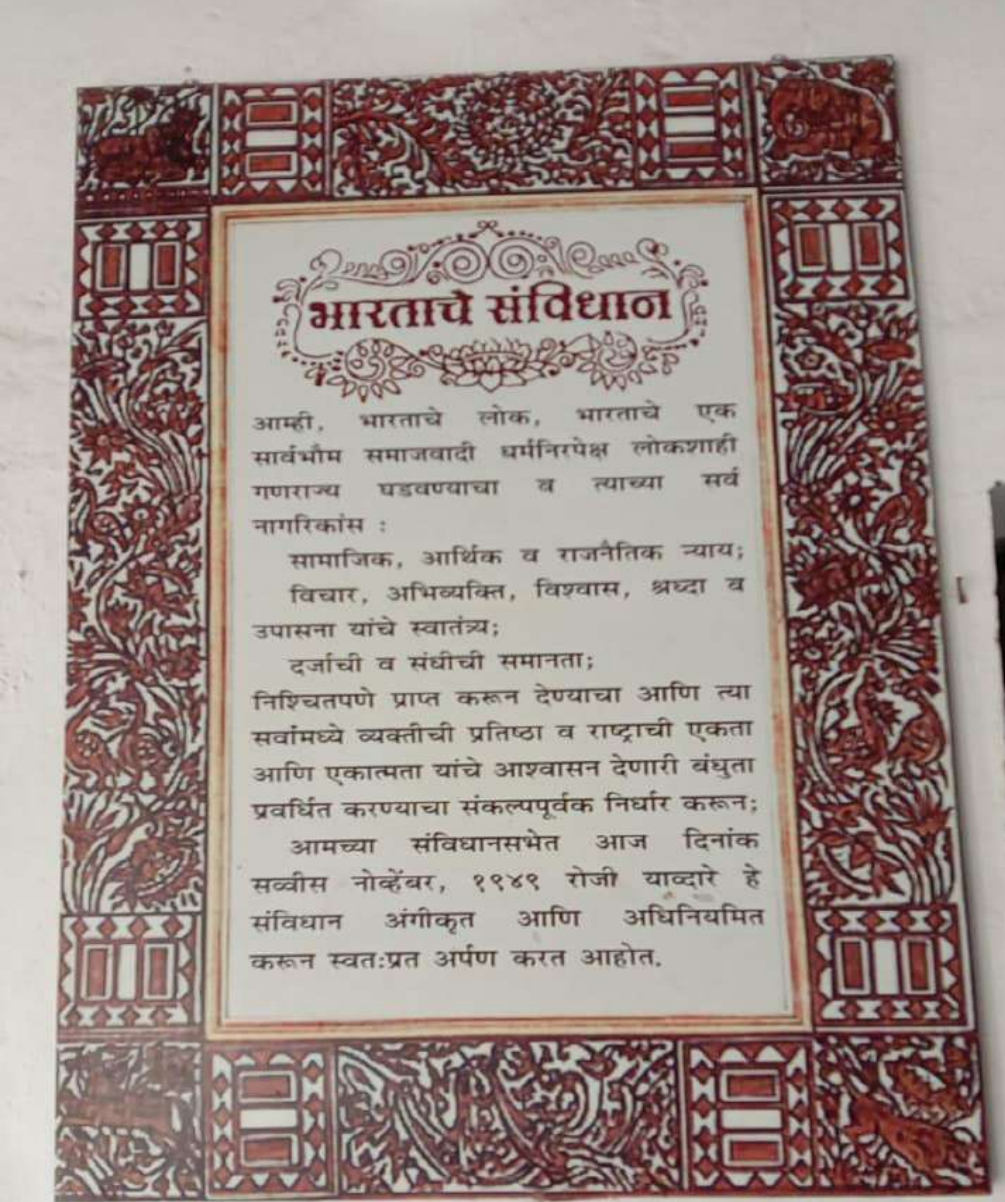 भारताचे संविधान
आम्ही, भारताचे लोक, भारताचे एक
सार्वभौम समाजवादी धर्मनिरपेक्ष लोकशाही
गणराज्य घडवण्याचा व त्याच्या सर्व
नागरिकांस :
सामाजिक, आर्थिक व राजनैतिक न्याय;
विचार, अभिव्यक्ति, विश्वास, श्रध्दा व
उपासना यांचे स्वातंत्र्य;
दर्जाची व संधीची समानता;
निश्चितपणे प्राप्त करून देण्याचा आणि त्या
सर्वांमध्ये व्यक्तीची प्रतिष्ठा व राष्ट्राची एकता
आणि एकात्मता यांचे आश्वासन देणारी बंधुता
प्रवर्धित करण्याचा संकल्पपूर्वक निर्धार करून;
आमच्या संविधानसभेत आज दिनांक
सव्वीस नोव्हेंबर, १९४९ रोजी याव्दारे हे
संविधान अंगीकृत आणि अधिनियमित
करून स्वतःप्रत अर्पण करत आहोत.